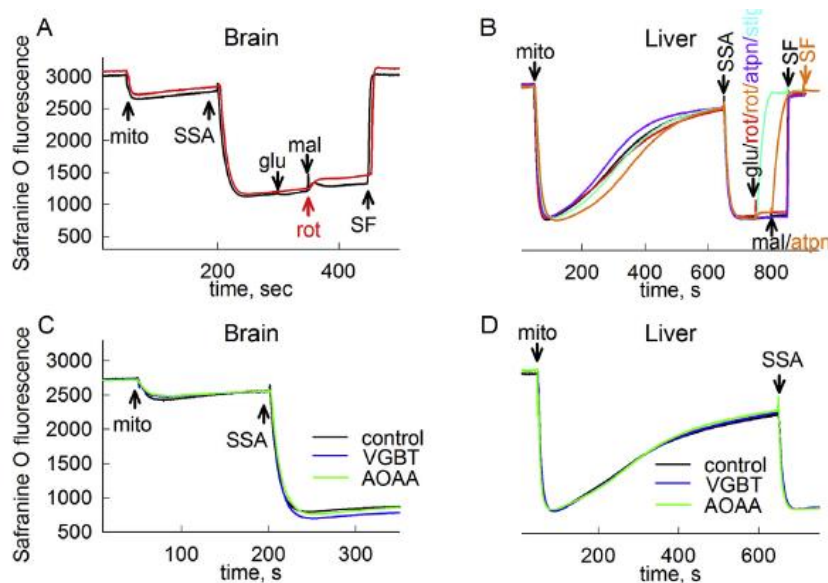 A
Brain
Safranine O fluorescence
3000
2500
2000
1500
1000
500
mito
SSA
glu
mal
rot
SF
200
400
time, sec
B
Liver
mito
SSA
glu/rot/rot/atpn/stig
SF
SF
mal/atpn
200
400
600
800
time, s
C
Brain
Safranine O fluorescence
3000
2500
2000
1500
1000
500
mito
SSA
control
VGBT
AOAA
100
200
300
time, s
D
Liver
mito
SSA
control
VGBT
AOAA
200
400
600
time, s